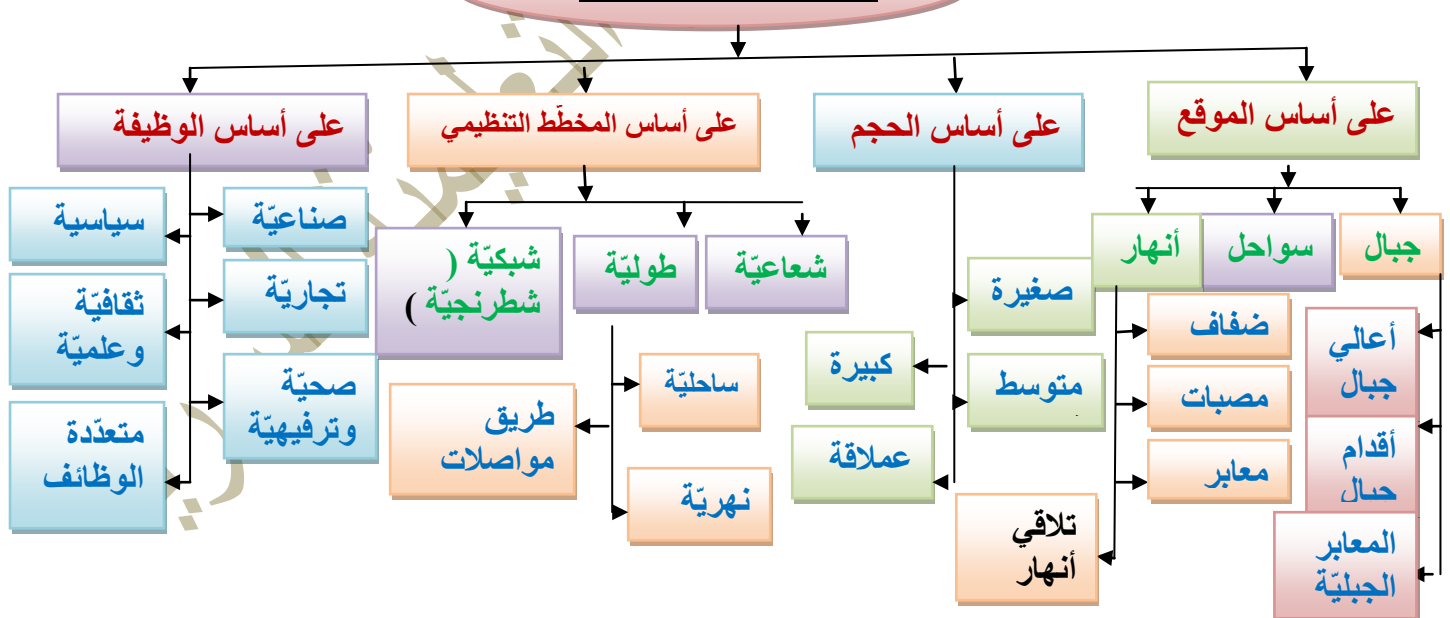 على أساس الموقع
على أساس الحجم
على أساس المخطّط التنظيمي
على أساس الوظيفة
جبال
سواحل
أنهار
أعالي
جبال
أقدام
جبال
المعابر
الجبليّة
ضفاف
مصبات
معابر
تلاقي
أنهار
صغيرة
متوسط
كبيرة
عملاقة
شعاعيّة
طوليّة
شبكيّة (
شطرنجيّة )
ساحليّة
طريق
مواصلات
نهريّة
صناعيّة
تجاريّة
صحيّة
وترفيهيّة
سياسية
ثقافيّة
وعلميّة
متعدّدة
الوظائف